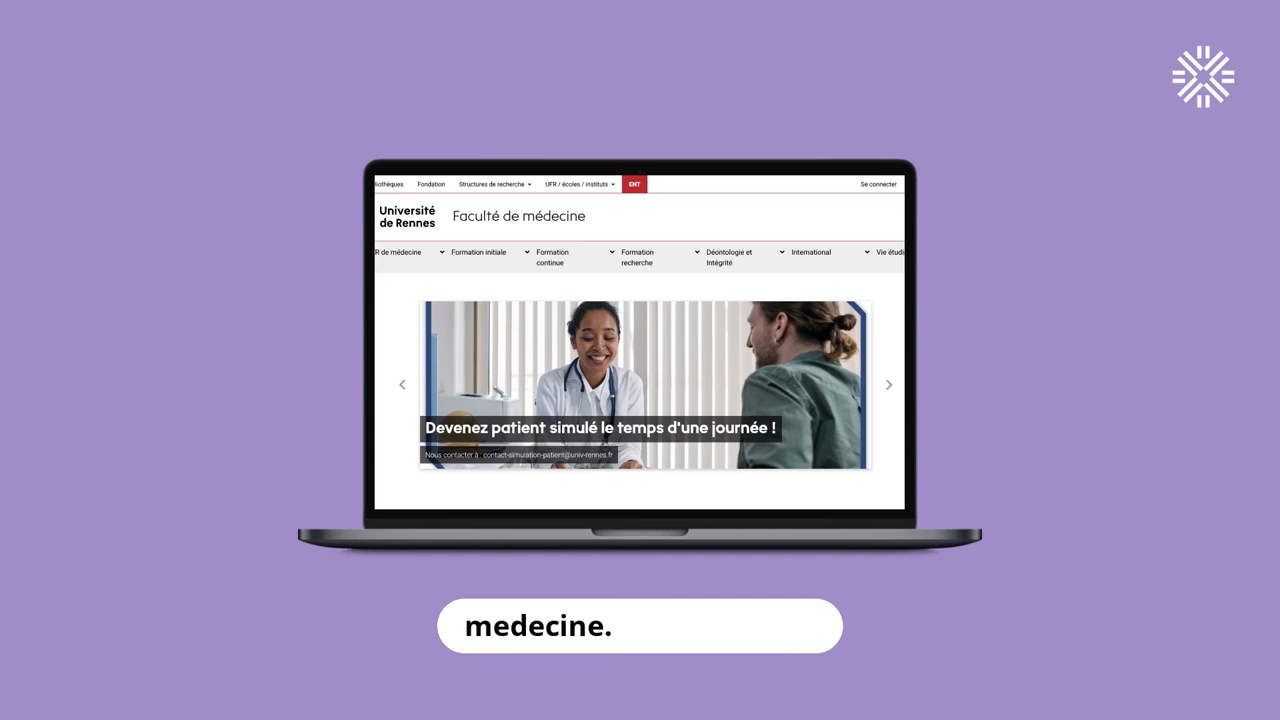 Fondation
Structures de recherche
UFR / écoles / instituts
ENT
Se connecter
Université
de Rennes
Faculté de médecine
de médecine
Formation initiale
Formation
continue
Formation
recherche
Déontologie et
Intégrité
International
Vie
Devenez patient simulé le temps d'une journée !
Nous contacter à : contact-simulation-patient@univ-rennes.fr
medecine.